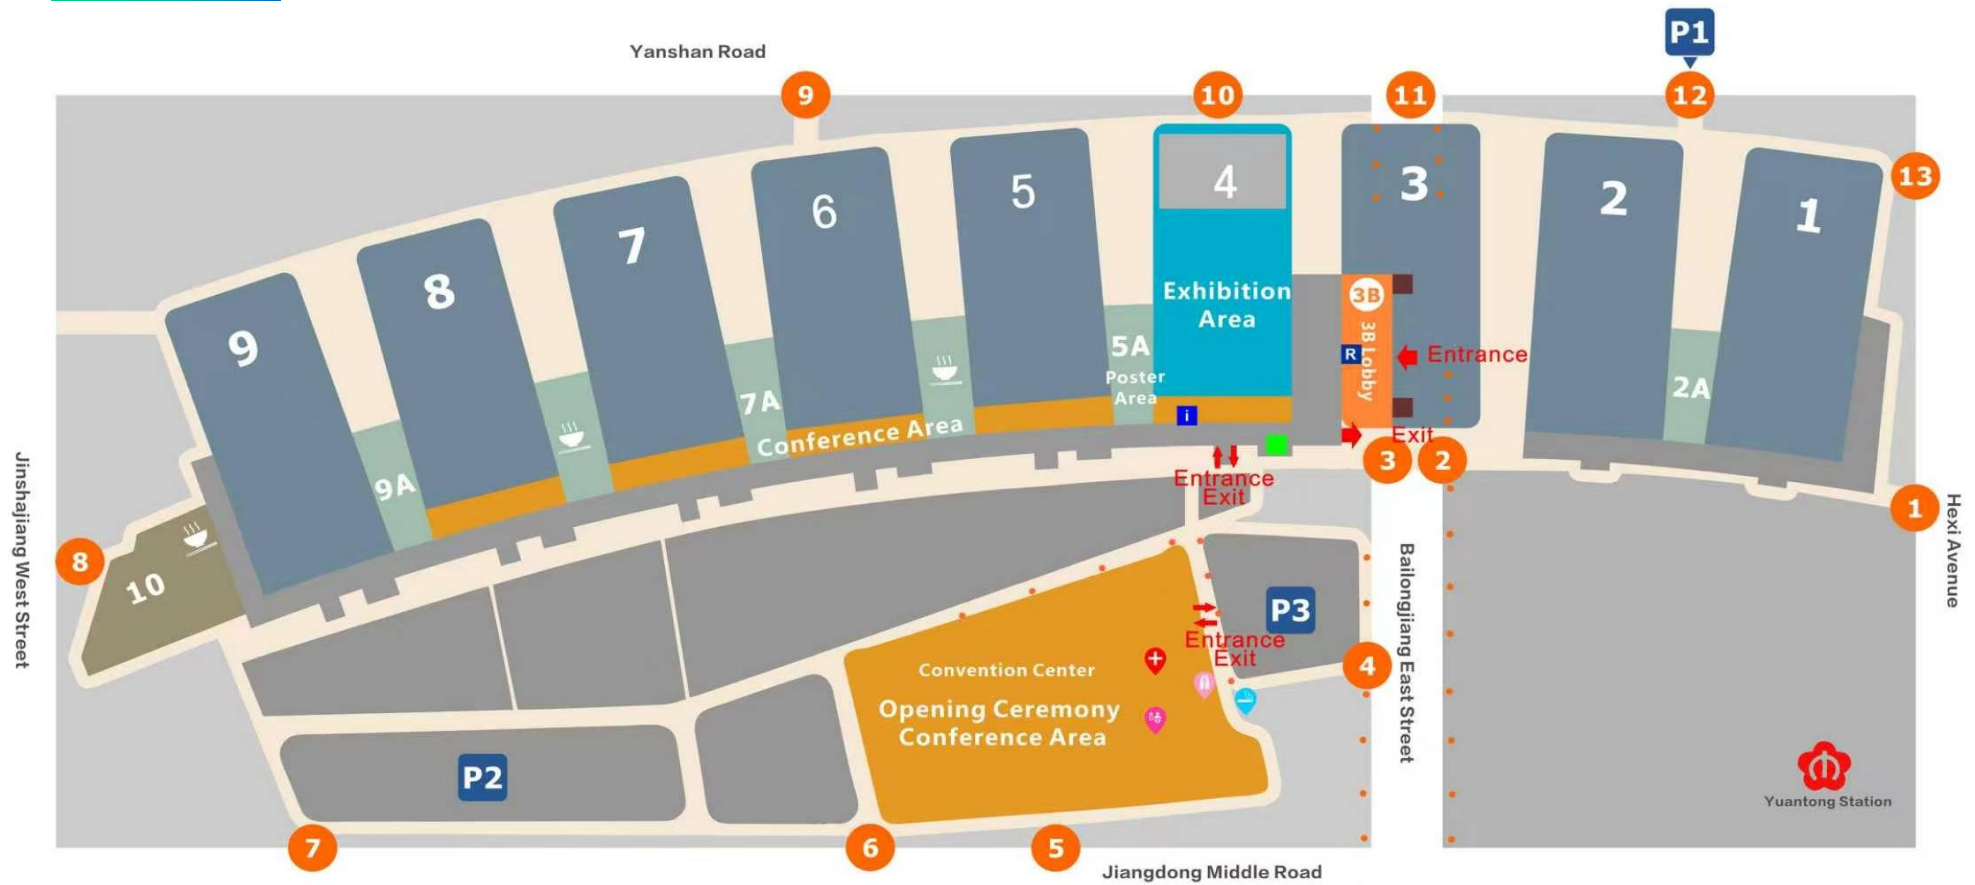 P1
Yanshan Road
9
10
11
12
13
4
3
2
1
5
6
7
8
9
Exhibition
Area
3B
3B Lobby
R
Entrance
5A
Poster
Area
2A
7A
Conference Area
i
Exit
3
2
9A
Entrance
Exit
1
Jinshajiang West Street
Hexi Avenue
8
10
Bailongjiang East Street
P3
Entrance
Exit
4
Convention Center
Opening Ceremony
Conference Area
P2
Yuantong Station
7
6
5
Jiangdong Middle Road